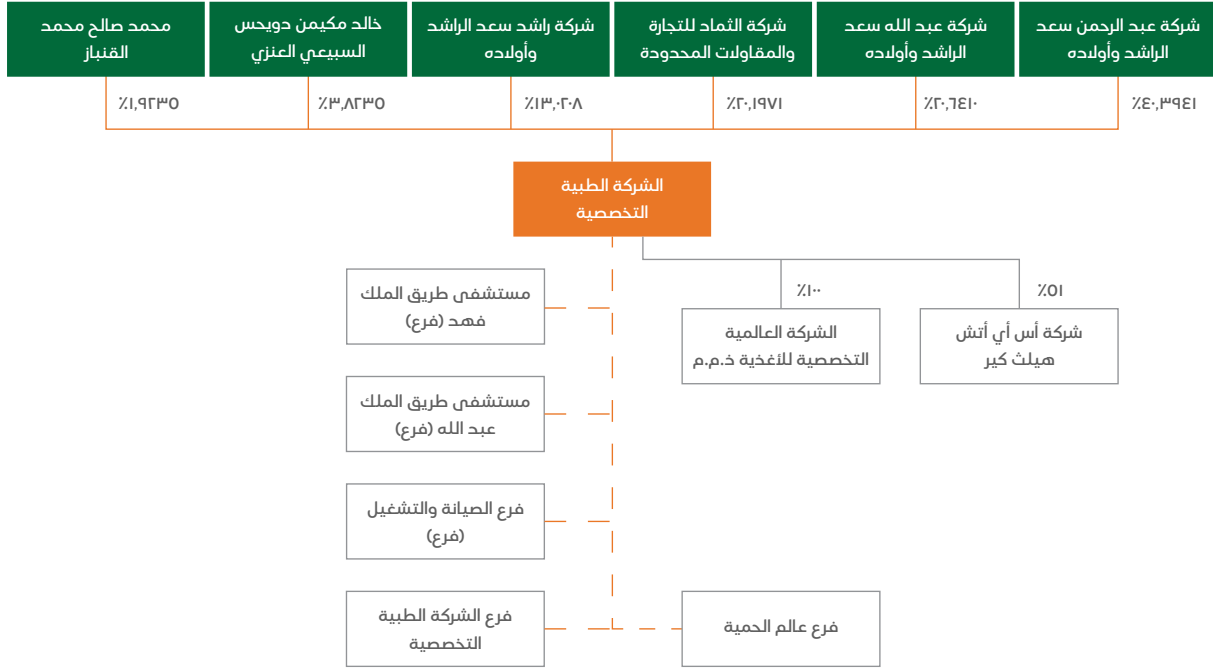 شركة عبد الرحمن سعد
الراشد وأولاده
شركة عبد الله سعد
الراشد وأولاده
شركة الثماد للتجارة
والمقاولات المحدودة
شركة راشد سعد الراشد
وأولاده
خالد مكيمن دويحس
السبيعي العنزي
محمد صالح محمد
القنباز
٪٤٠,٣٩٤١
٪٢٠,٦٤١٠
٪٢٠,١٩٧١
٪١٣,٠٢٠٨
٪٣,٨٢٣٥
٪١,٩٢٣٥
الشركة الطبية
التخصصية
٪٥١
٪١٠٠
شركة أس أي أتش
هيلث كير
الشركة العالمية
التخصصية للأغذية ذ.م.م
مستشفى طريق الملك
فهد (فرع)
مستشفى طريق الملك
عبد الله (فرع)
فرع الصيانة والتشغيل
(فرع)
فرع عالم الحمية
فرع الشركة الطبية
التخصصية